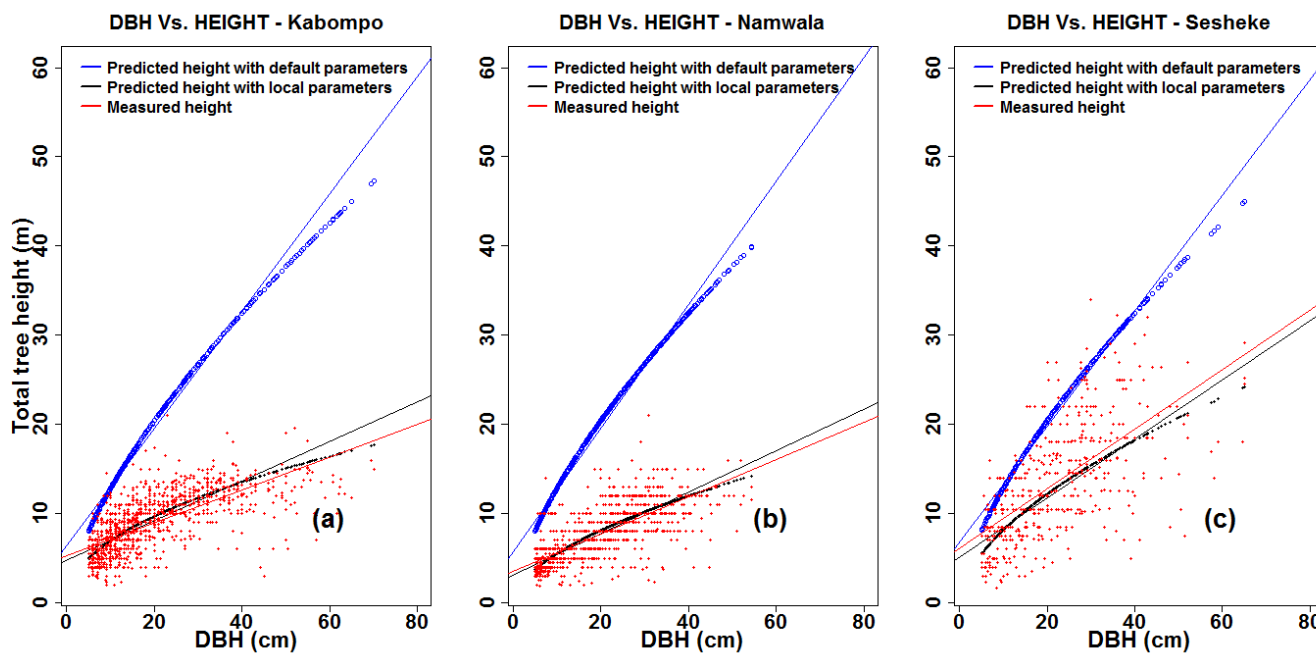 DBH Vs. HEIGHT - Kabompo
Total tree height (m)
60
50
40
30
20
10
0
Predicted height with default parameters
Predicted height with local parameters
Measured height
(a)
0 20 40 60 80
DBH (cm)
DBH Vs. HEIGHT - Namwala
60
50
40
30
20
10
0
Predicted height with default parameters
Predicted height with local parameters
Measured height
(b)
0 20 40 60 80
DBH (cm)
DBH Vs. HEIGHT - Sesheke
60
50
40
30
20
10
0
Predicted height with default parameters
Predicted height with local parameters
Measured height
(c)
0 20 40 60 80
DBH (cm)